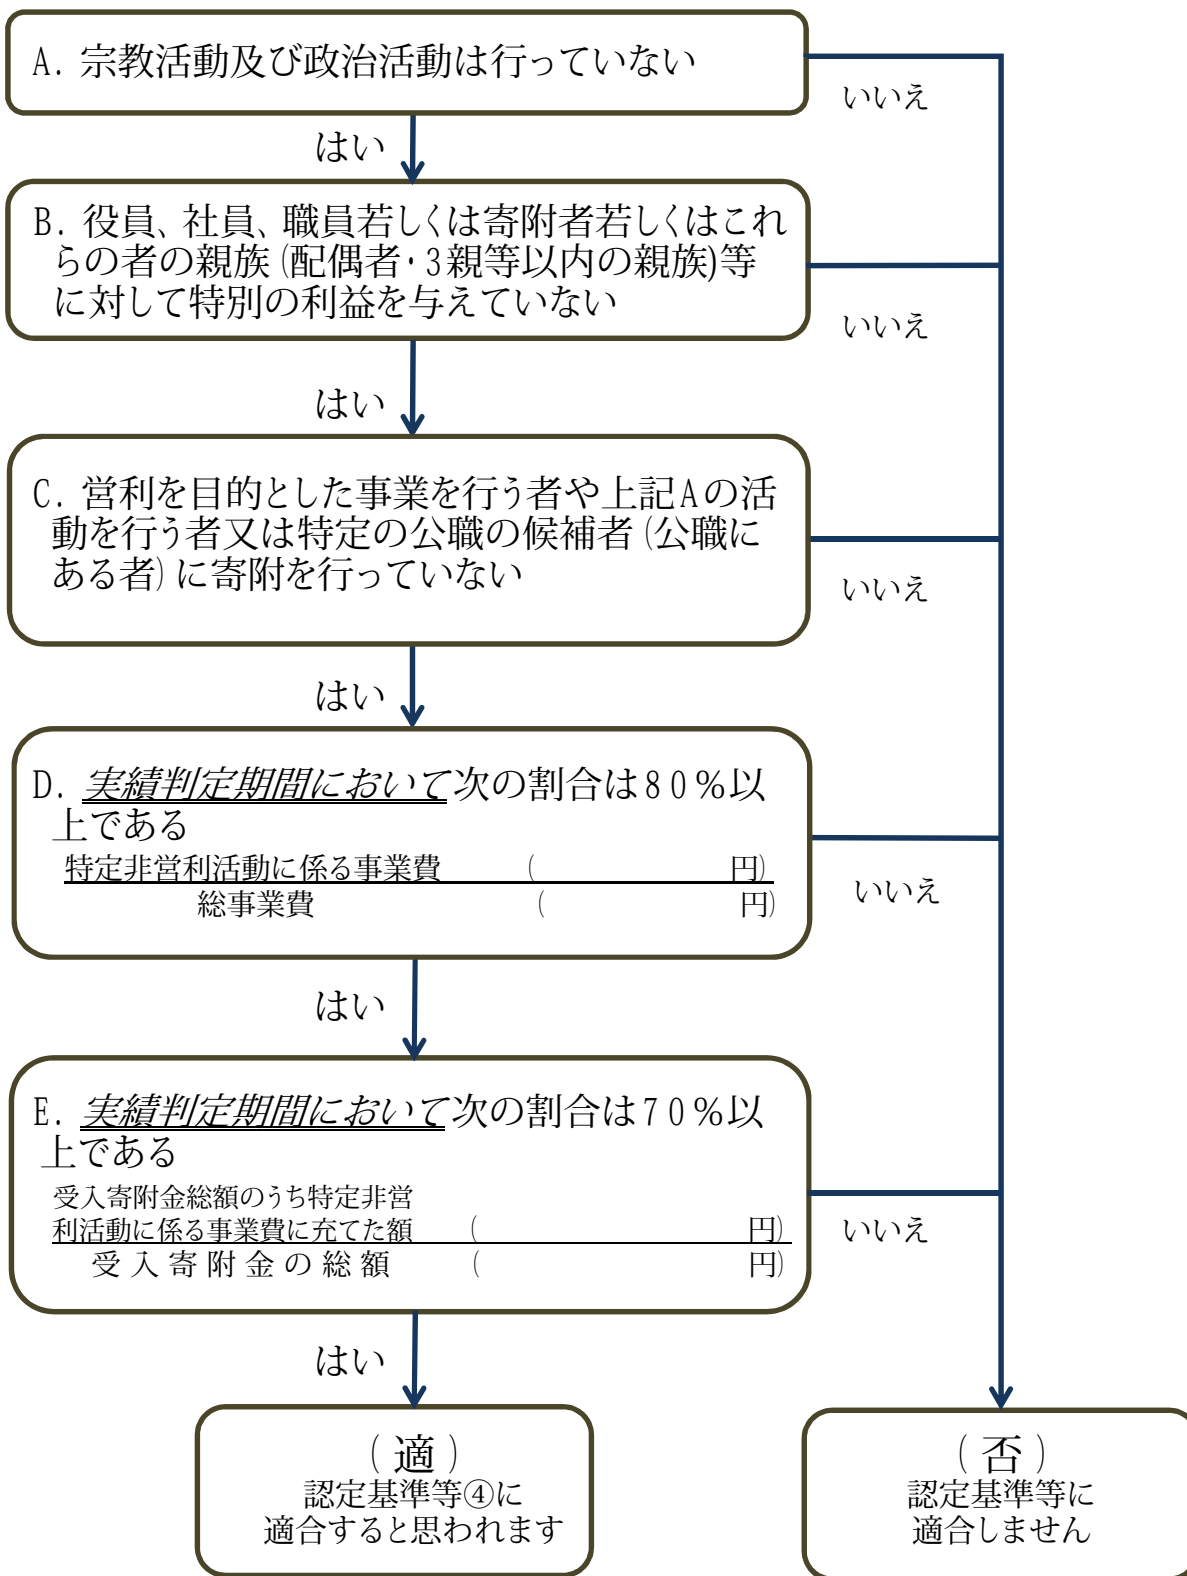 A. 宗教活動及び政治活動は行っていない
いいえ
はい
B. 役員、社員、職員若しくは寄附者若しくはこれ
らの者の親族(配偶者・3親等以内の親族)等
に対して特別の利益を与えていない
いいえ
はい
C. 営利を目的とした事業を行う者や上記Aの活
動を行う者又は特定の公職の候補者(公職に
ある者)に寄附を行っていない
いいえ
はい
D. 実績判定期間において次の割合は80%以
上である
特定非営利活動に係る事業費 ( 円)
総事業費 ( 円)
いいえ
はい
E. 実績判定期間において次の割合は70%以
上である
受入寄附金総額のうち特定非営
利活動に係る事業費に充てた額 ( 円)
受入寄附金の総額 ( 円)
いいえ
はい
(適)
認定基準等④に
適合すると思われます
(否)
認定基準等に
適合しません